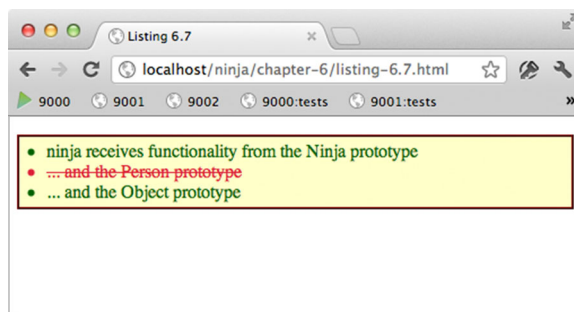 Listing 6.7
localhost/ninja/chapter-6/listing-6.7.html
9000 9001 9002 9000:tests 9001:tests »
• ninja receives functionality from the Ninja prototype
• ... and the Person prototype
• ... and the Object prototype